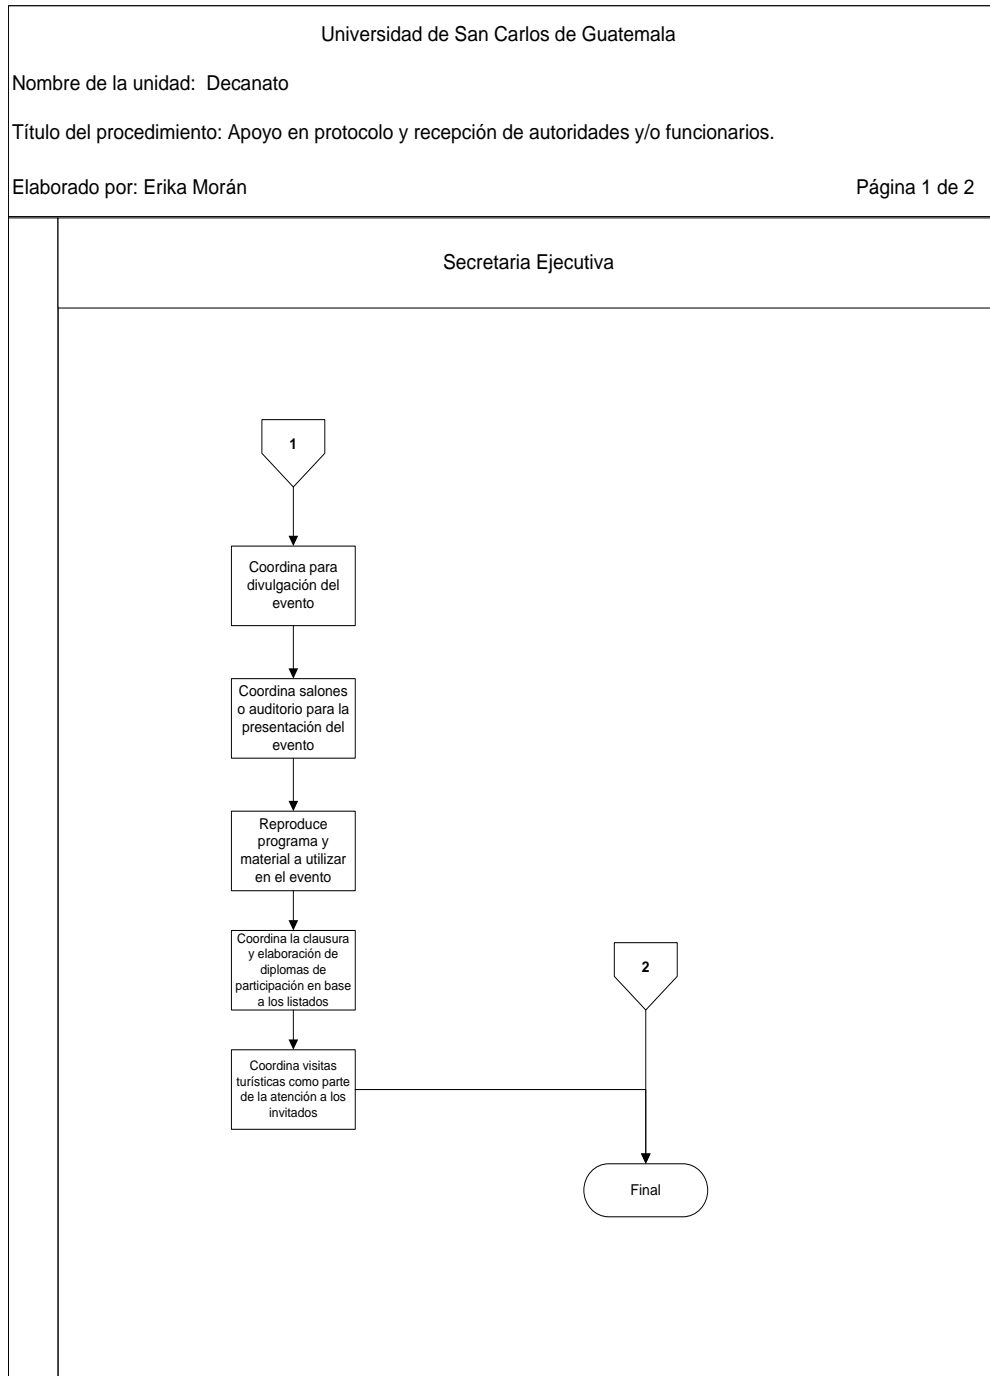 Universidad de San Carlos de Guatemala
Nombre de la unidad:  Decanato
Título del procedimiento: Apoyo en protocolo y recepción de autoridades y/o funcionarios.
Elaborado por: Erika Morán
Página 1 de 2
Secretaria Ejecutiva
1
Coordina para
divulgación del
evento
Coordina salones
o auditorio para la
presentación del
evento
Reproduce
programa y
material a utilizar
en el evento
Coordina la clausura
y elaboración de
diplomas de
participación en base
a los listados
Coordina visitas
turísticas como parte
de la atención a los
invitados
2
Final